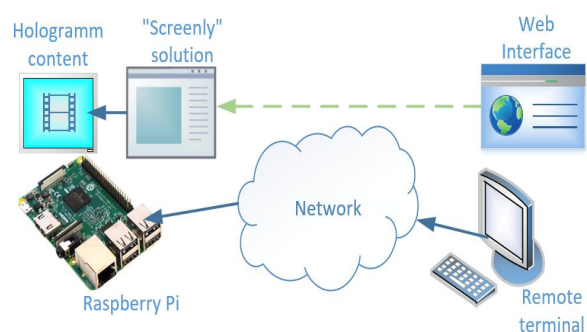 Hologramm
content
"Screenly"
solution
Web
Interface
Network
Raspberry Pi
Remote
terminal